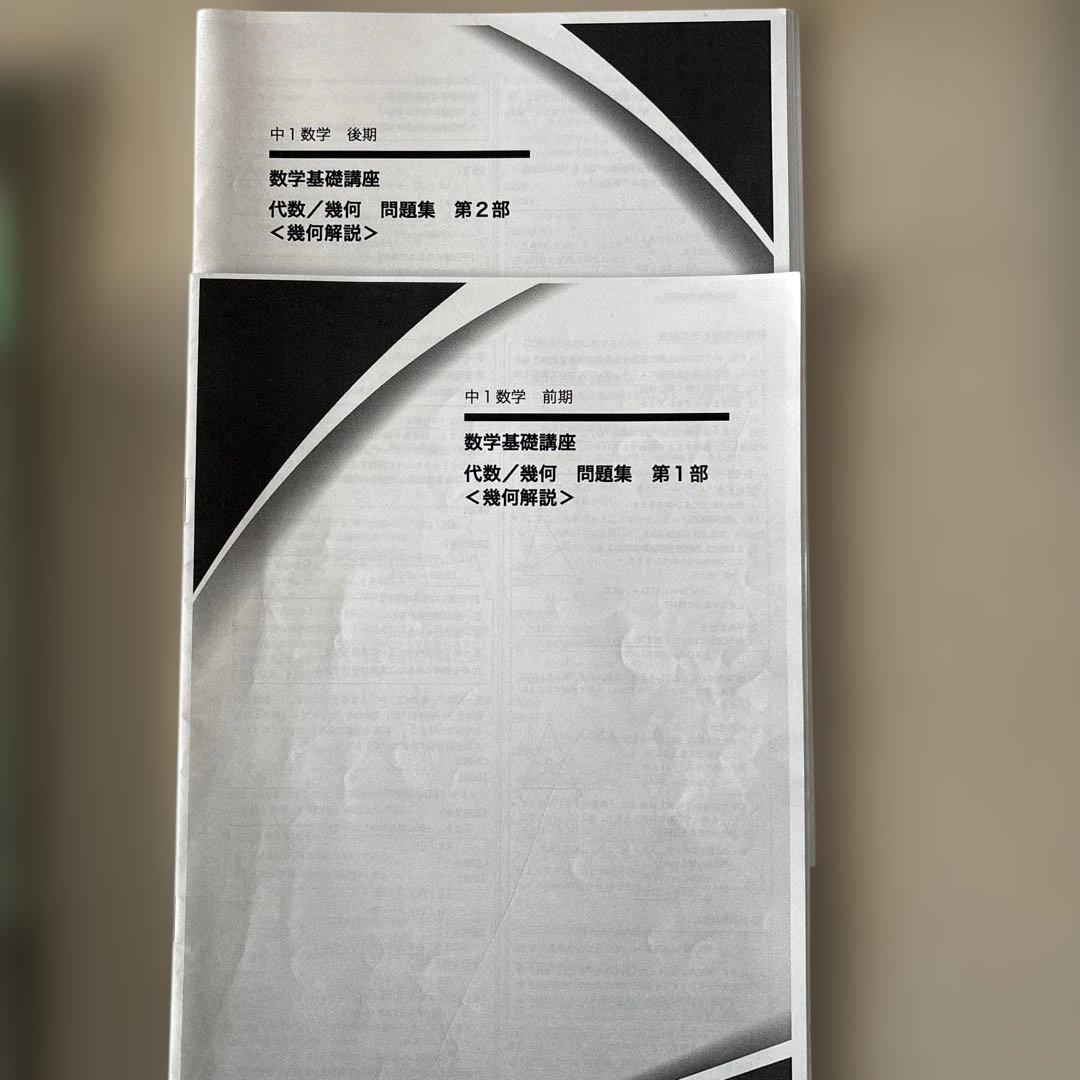 中1数学　後期
数学基礎講座
代数／幾何　問題集　第2部
＜幾何解説＞
中1数学　前期
数学基礎講座
代数／幾何　問題集　第1部
＜幾何解説＞